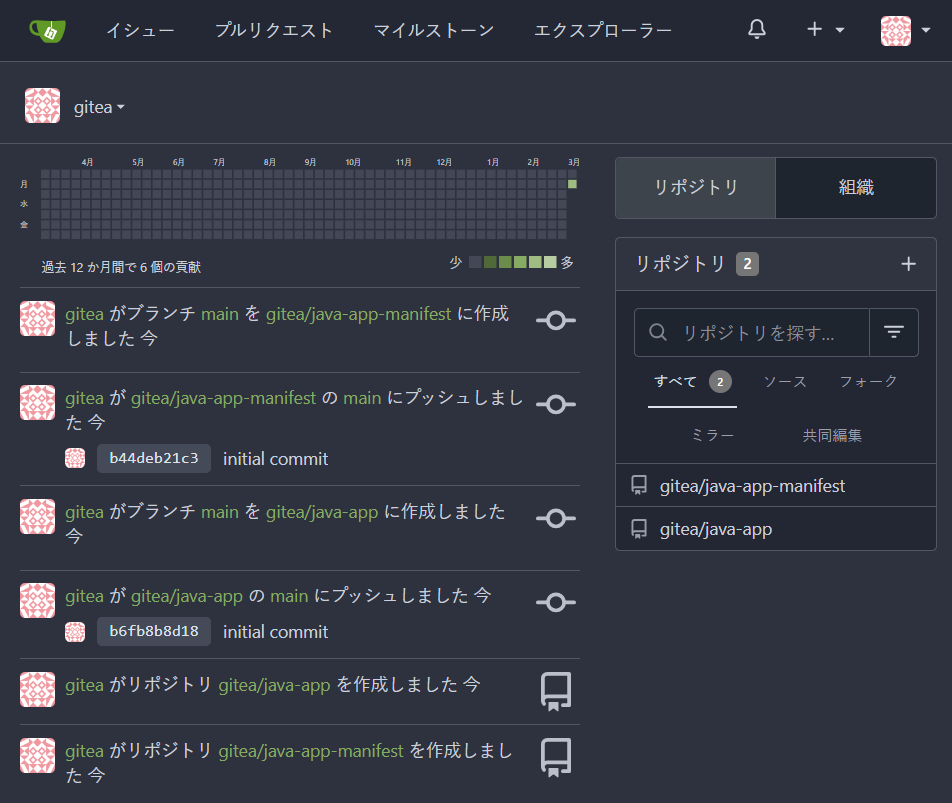 イシュー プルリクエスト マイルストーン エクスプローラー
gitea
4月 5月 6月 7月 8月 9月 10月 11月 12月 1月 2月 3月
月
水
金
過去 12 か月間で 6 個の貢献 少 多
gitea がブランチ main を gitea/java-app-manifest に作成
しました 今
gitea が gitea/java-app-manifest の main にプッシュしまし
た 今
b44deb21c3 initial commit
gitea がブランチ main を gitea/java-app に作成しました
今
gitea が gitea/java-app の main にプッシュしました 今
b6fb8b8d18 initial commit
gitea がリポジトリ gitea/java-app を作成しました 今
gitea がリポジトリ gitea/java-app-manifest を作成しまし
た 今
リポジトリ 組織
リポジトリ 2
リポジトリを探す...
すべて 2 ソース フォーク
ミラー 共同編集
gitea/java-app-manifest
gitea/java-app